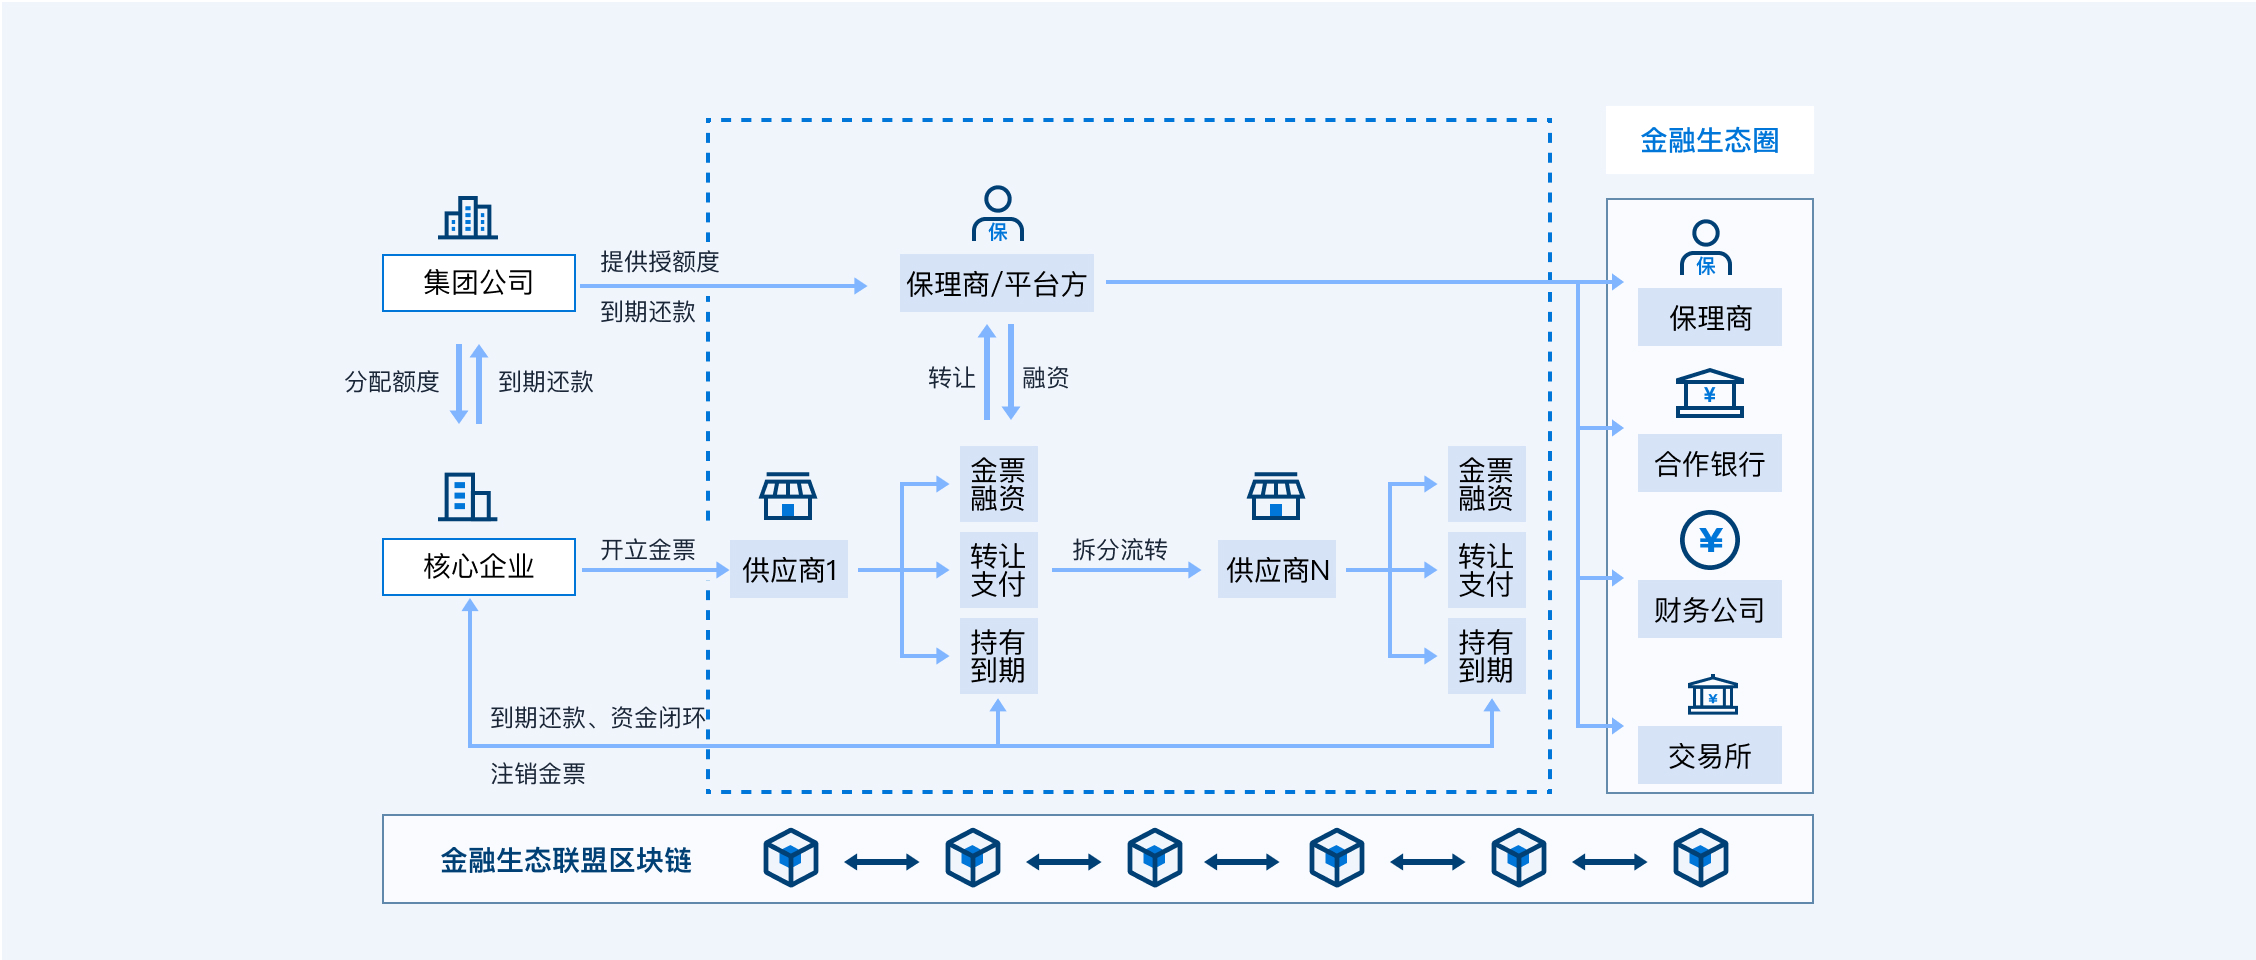 金融生态圈
保
集团公司
提供授额度
到期还款
保理商/平台方
保
保理商
分配额度
到期还款
转让
融资
¥
合作银行
核心企业
开立金票
供应商1
金票
融资
转让
支付
持有
到期
拆分流转
供应商N
金票
融资
转让
支付
持有
到期
¥
财务公司
¥
交易所
到期还款、资金闭环
注销金票
金融生态联盟区块链